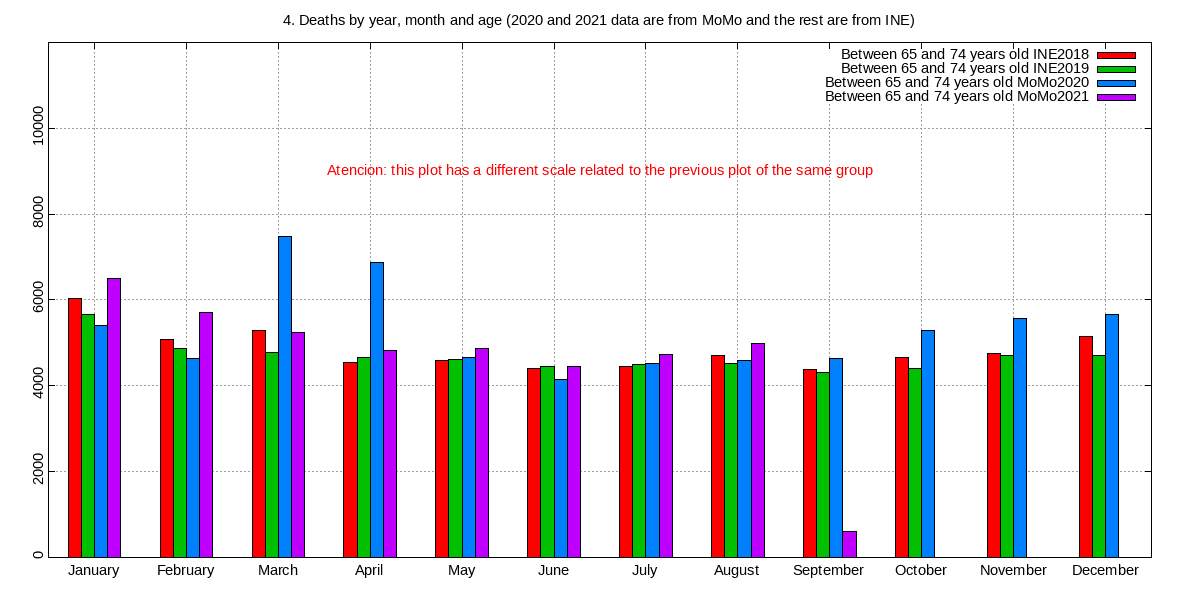 4. Deaths by year, month and age (2020 and 2021 data are from MoMo and the rest are from INE)
Between 65 and 74 years old INE2018
Between 65 and 74 years old INE2019
Between 65 and 74 years old MoMo2020
Between 65 and 74 years old MoMo2021
Atencion: this plot has a different scale related to the previous plot of the same group
10000
8000
6000
4000
2000
0
January February March April May June July August September October November December